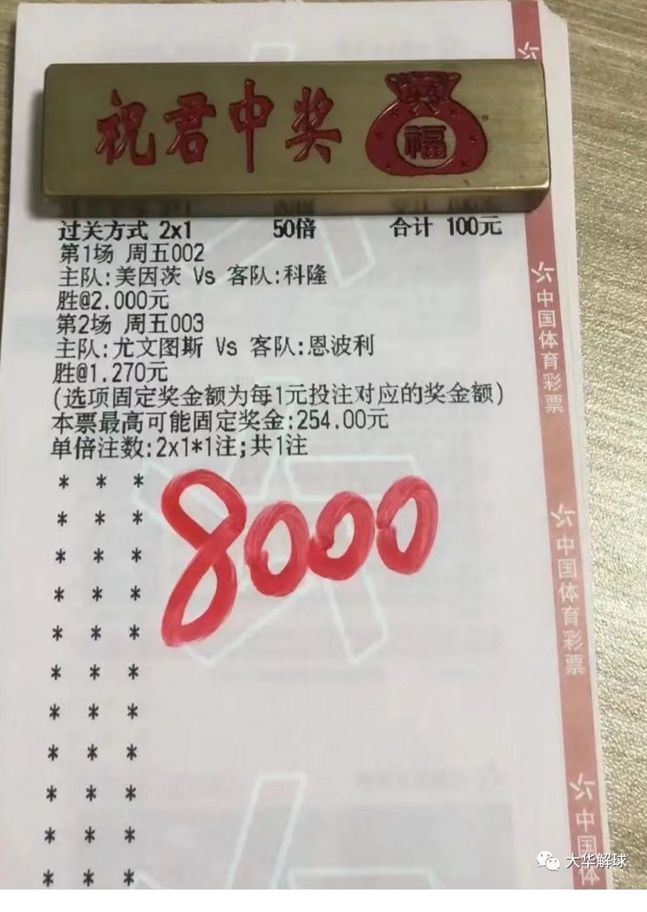 祝君中奖
福
过关方式 2x1 50倍 合计 100元
第1场 周五002
主队:美因茨 Vs 客队:科隆
胜@2.000元
第2场 周五003
主队:尤文图斯 Vs 客队:恩波利
胜@1.270元
(选项固定奖金额为每1元投注对应的奖金额)
本票最高可能固定奖金:254.00元
单倍注数:2x1*1注;共1注
* * *
* * *
* * *
* * *
* * *
* * *
* * *
* * *
* * *
* * *
* * *
8000
中国体育彩票
中国体育彩票
中国体
大华解球